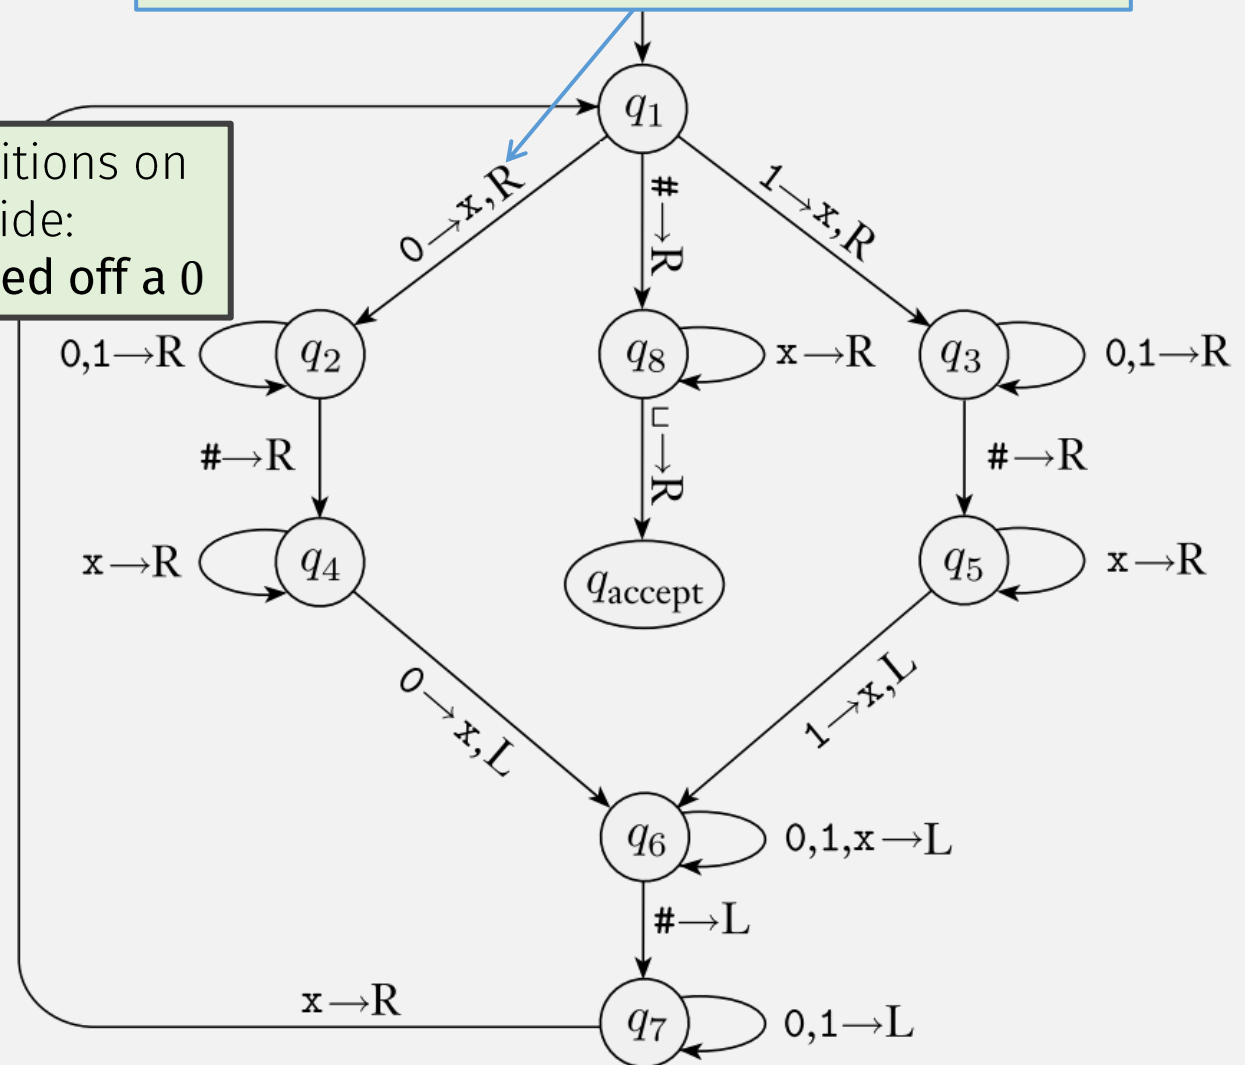 q1
itions on
ide:
ed off a 0
0→x,R
#→R
1→x,R
0,1→R
q2
q8
x→R
q3
0,1→R
#→R
⊔→R
#→R
x→R
q4
qaccept
q5
x→R
0→x,L
1→x,L
q6
0,1,x→L
#→L
x→R
q7
0,1→L